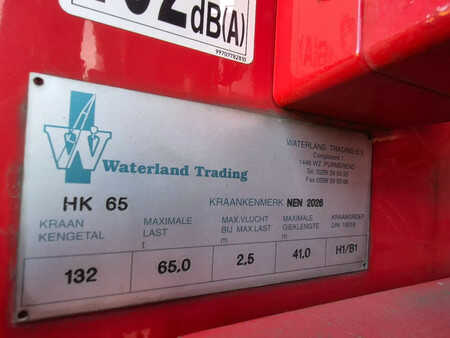 dB(A)
99707782810
Waterland Trading
WATERLAND TRADING B.V.
1446 WZ PURMEREND
HK 65
KRAANKENMERK NEN 2026
KRAAN KENGETAL
MAXIMALE LAST t
MAX.VLUCHT BIJ MAX.LAST m
MAXIMALE GIEKLENGTE m
132
65.0
2,5
41,0
H1/B1